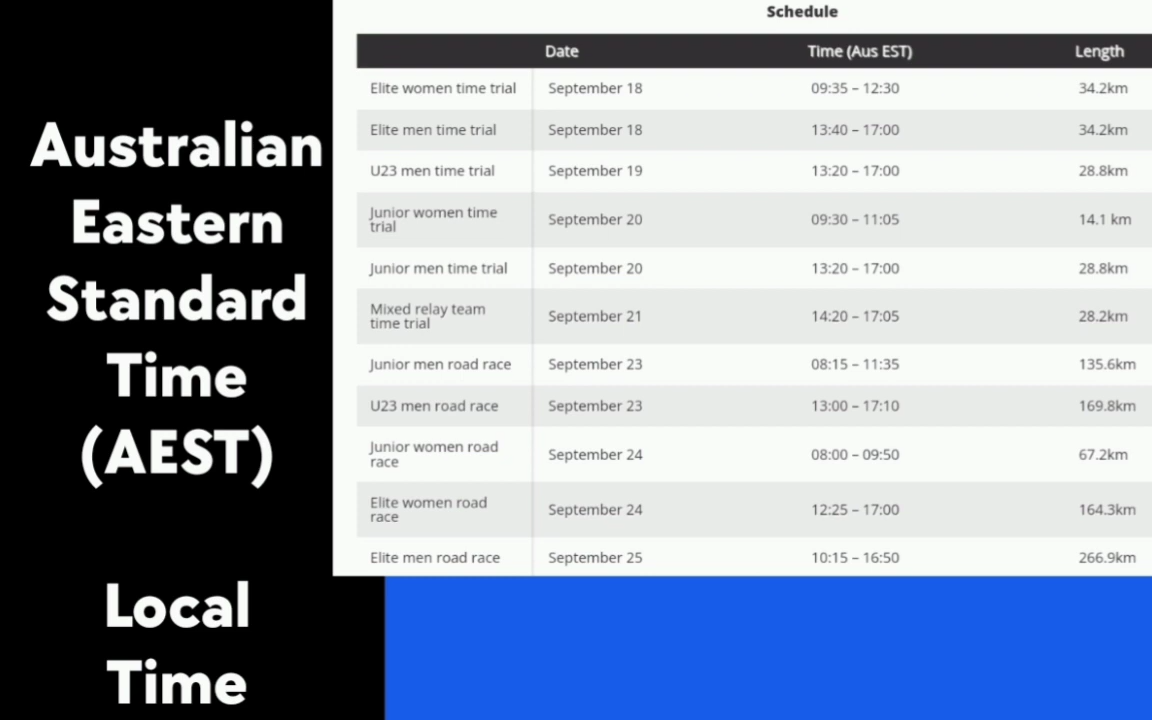 Australian
Eastern
Standard
Time
(AEST)
Local
Time
Schedule
Date Time (Aus EST) Length
Elite women time trial September 18 09:35 – 12:30 34.2km
Elite men time trial September 18 13:40 – 17:00 34.2km
U23 men time trial September 19 13:20 – 17:00 28.8km
Junior women time
trial September 20 09:30 – 11:05 14.1 km
Junior men time trial September 20 13:20 – 17:00 28.8km
Mixed relay team
time trial September 21 14:20 – 17:05 28.2km
Junior men road race September 23 08:15 – 11:35 135.6km
U23 men road race September 23 13:00 – 17:10 169.8km
Junior women road
race September 24 08:00 – 09:50 67.2km
Elite women road
race September 24 12:25 – 17:00 164.3km
Elite men road race September 25 10:15 – 16:50 266.9km